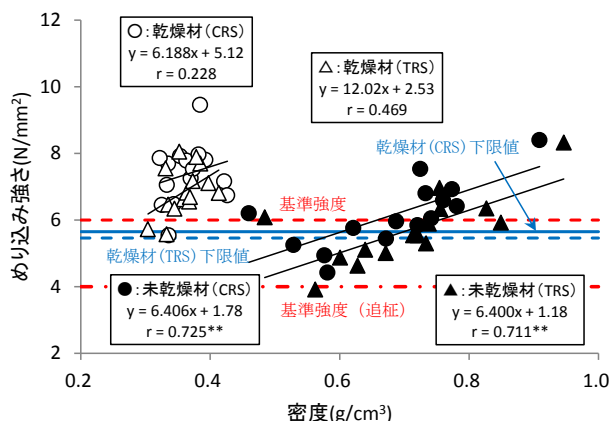 ○：乾燥材(CRS)
y = 6.188x + 5.12
r = 0.228
△：乾燥材(TRS)
y = 12.02x + 2.53
r = 0.469
乾燥材(CRS)下限値
基準強度
乾燥材(TRS)下限値
●：未乾燥材(CRS)
y = 6.406x + 1.78
r = 0.725**
基準強度（追柾）
▲：未乾燥材(TRS)
y = 6.400x + 1.18
r = 0.711**
めり込み強さ(N/mm²)
12
10
8
6
4
2
0.2
0.4
0.6
0.8
1.0
密度(g/cm³)